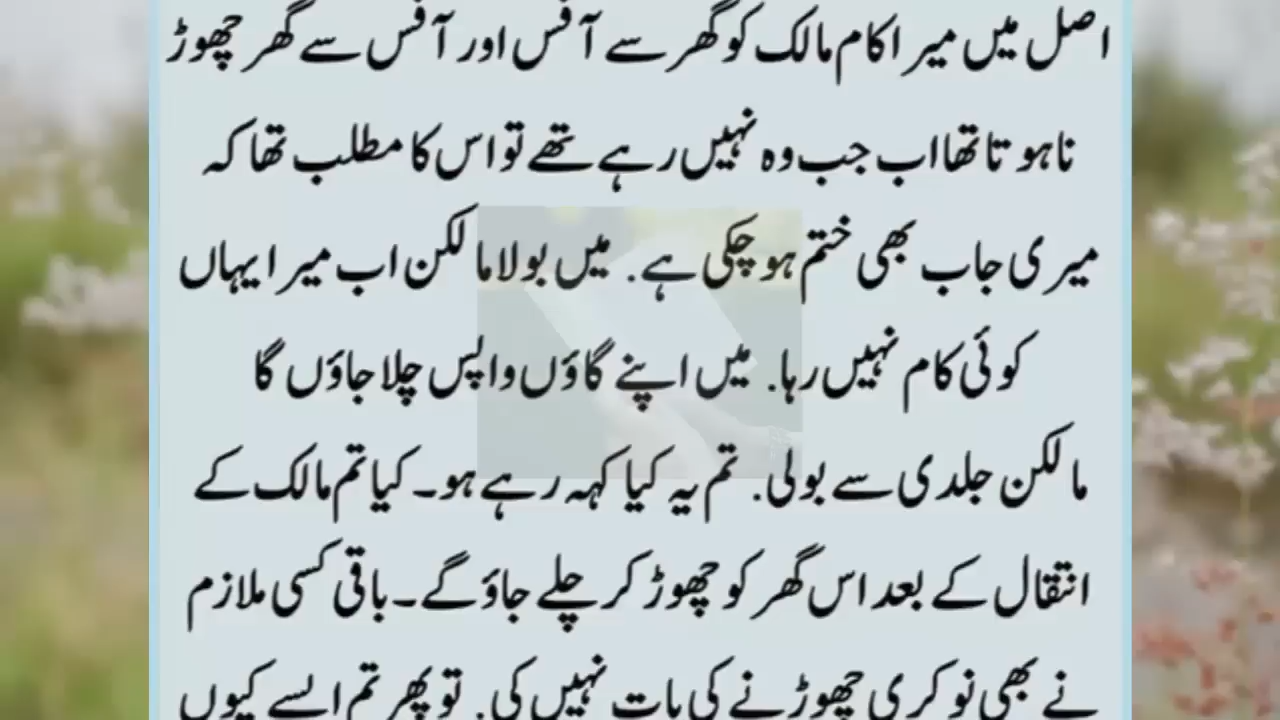 اصل میں میرا کام مالک کو گھر سے آفس اور آفس سے گھر چھوڑ
نا ہوتا تھا اب جب وہ نہیں رہے تھے تو اس کا مطلب تھا کہ
میری جاب بھی ختم ہو چکی ہے. میں بولا مالکن اب میرا یہاں
کوئی کام نہیں رہا. میں اپنے گاؤں واپس چلا جاؤں گا
مالکن جلدی سے بولی. تم یہ کیا کہہ رہے ہو۔ کیا تم مالک کے
انتقال کے بعد اس گھر کو چھوڑ کر چلے جاؤ گے۔ باقی کسی ملازم
نے بھی نوکری چھوڑنے کی بات نہیں کی. تو پھر تم ایسے کیوں